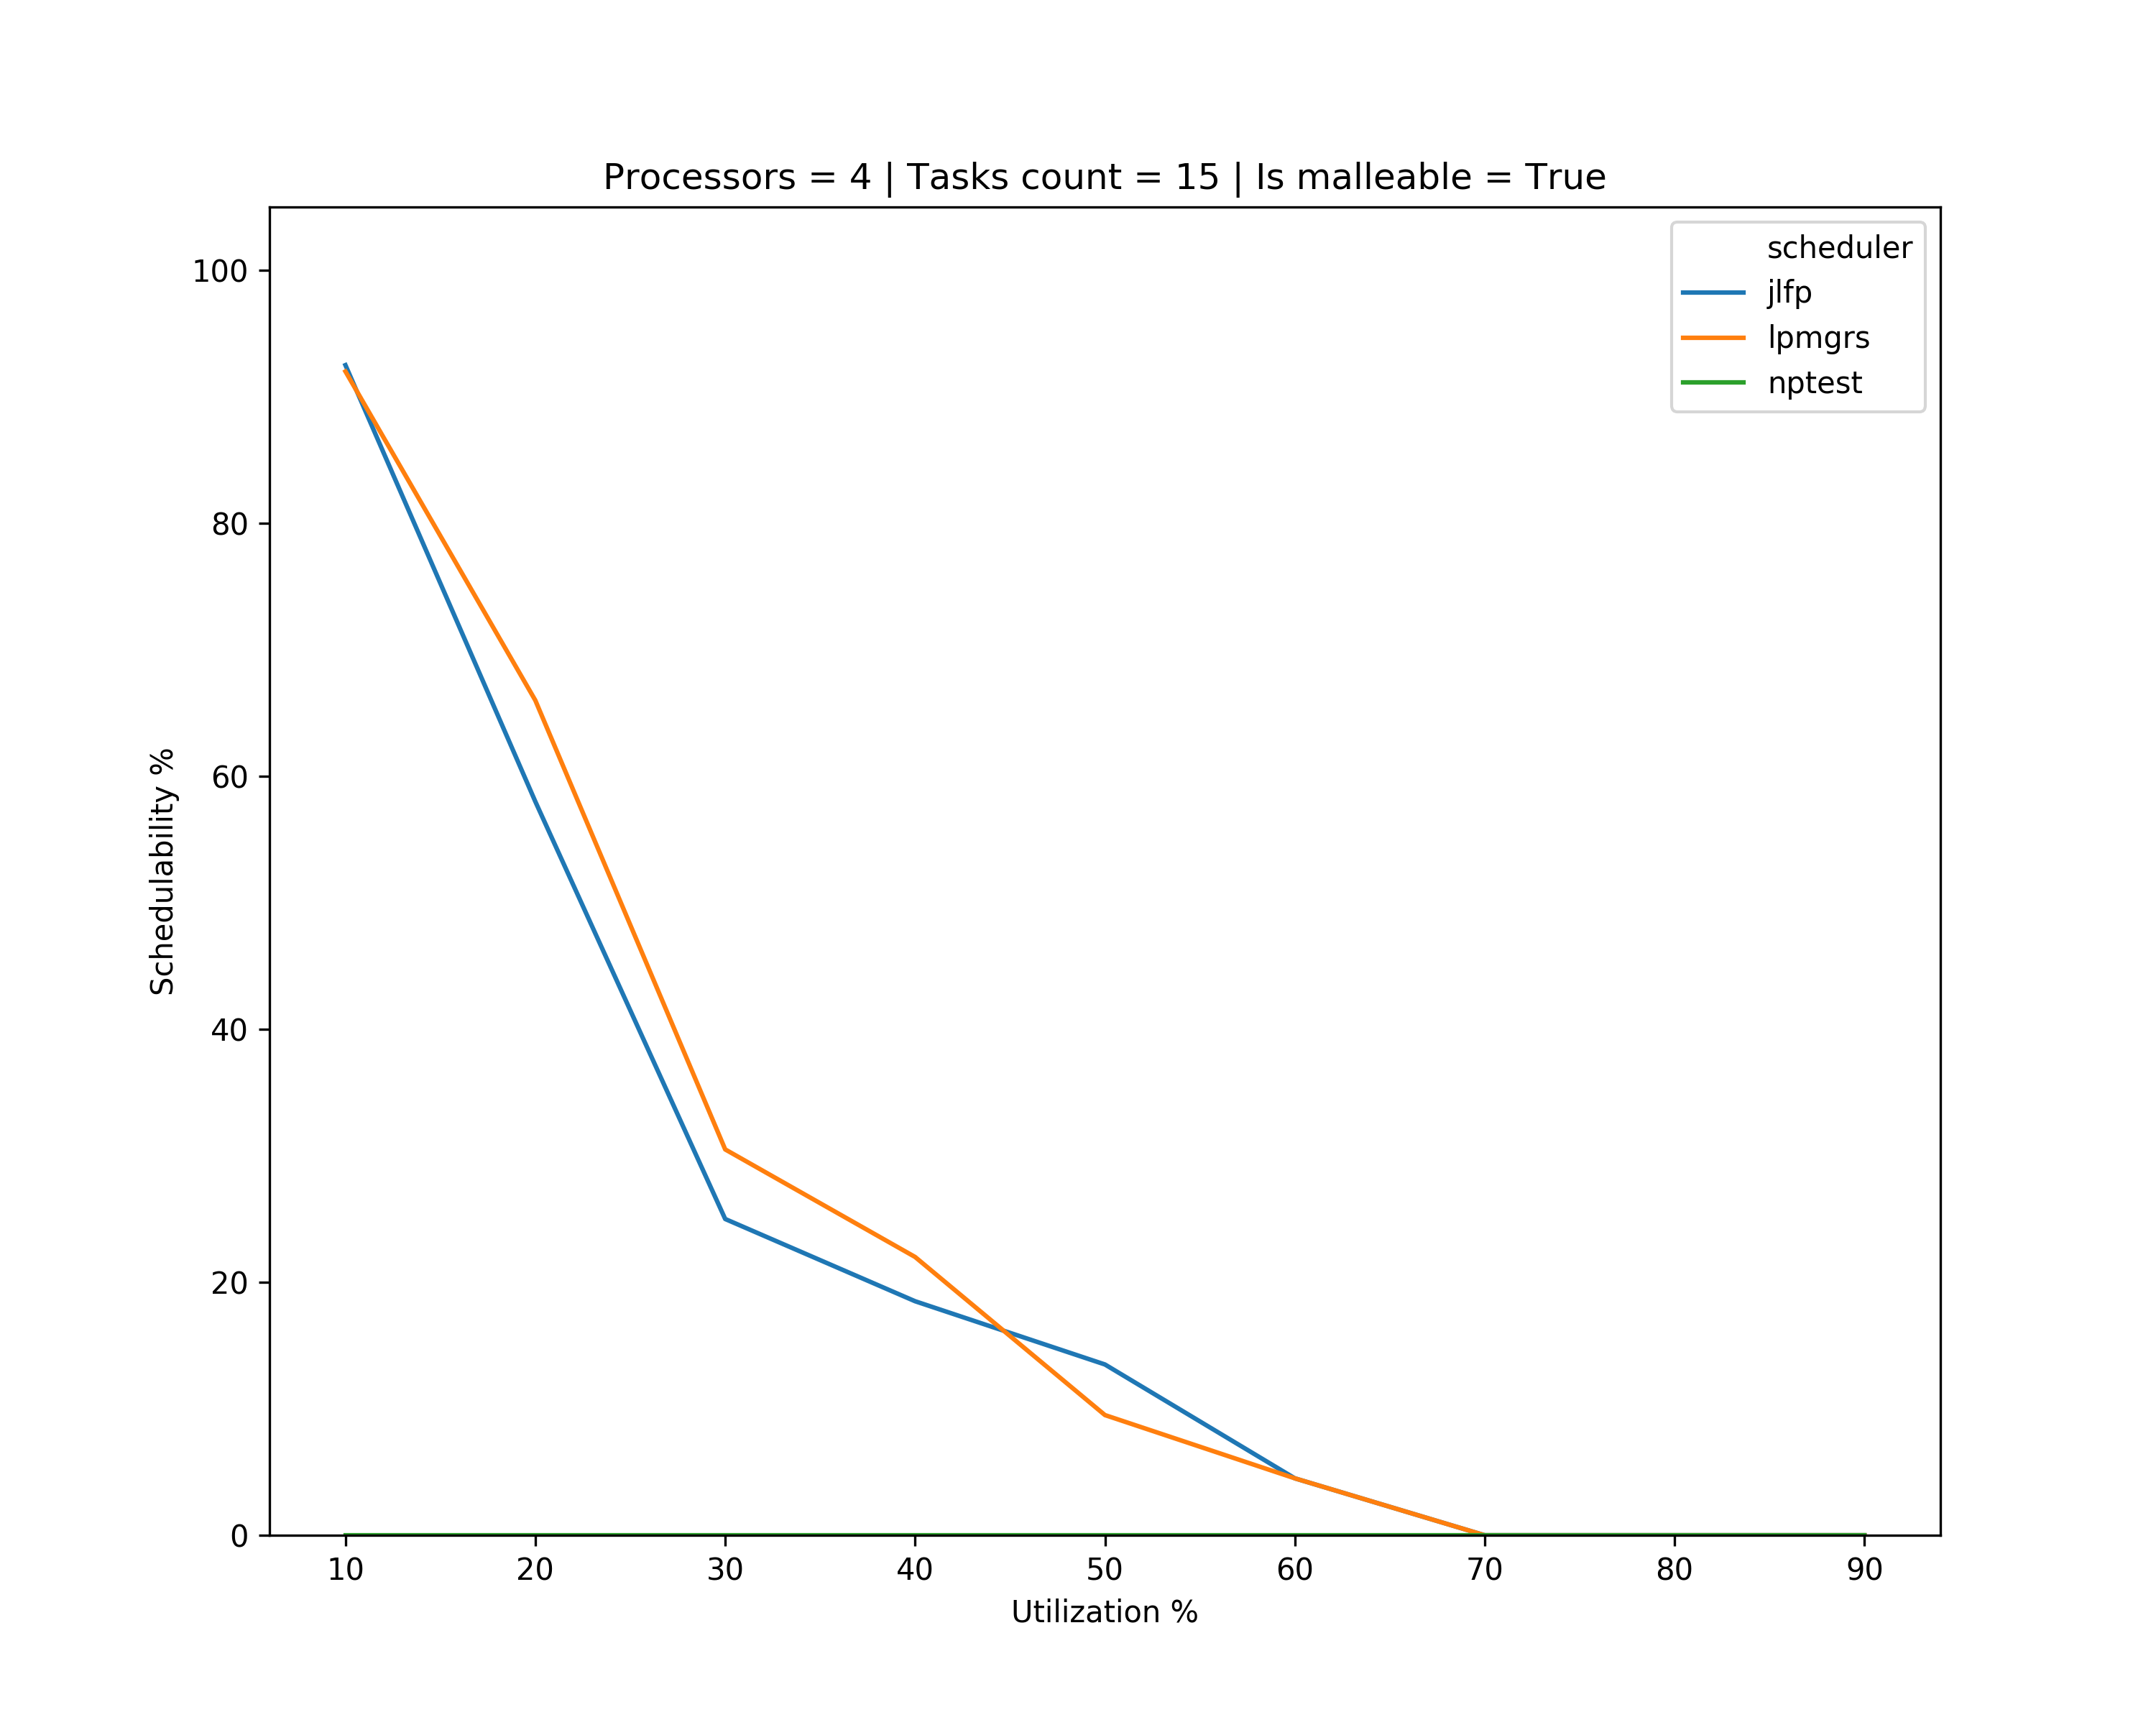 Processors = 4 | Tasks count = 15 | Is malleable = True
scheduler
jlfp
lpmgrs
nptest
100
80
60
40
20
0
Schedulability %
10 20 30 40 50 60 70 80 90
Utilization %